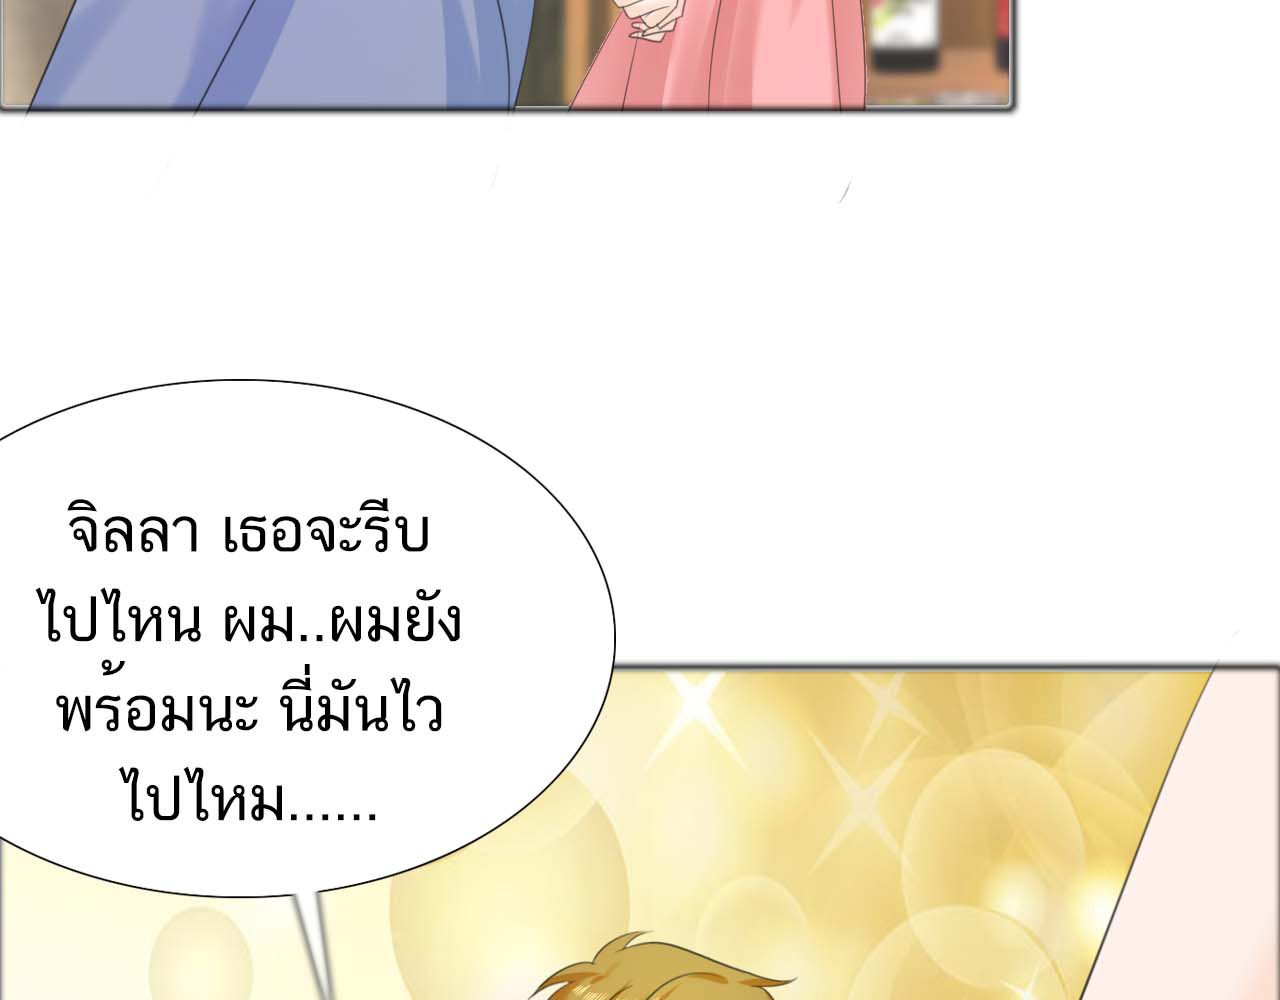 จิลลา เธอจะรีบ
ไปไหน ผม..ผมยัง
พร้อมนะ นี่มันไว
ไปไหม......